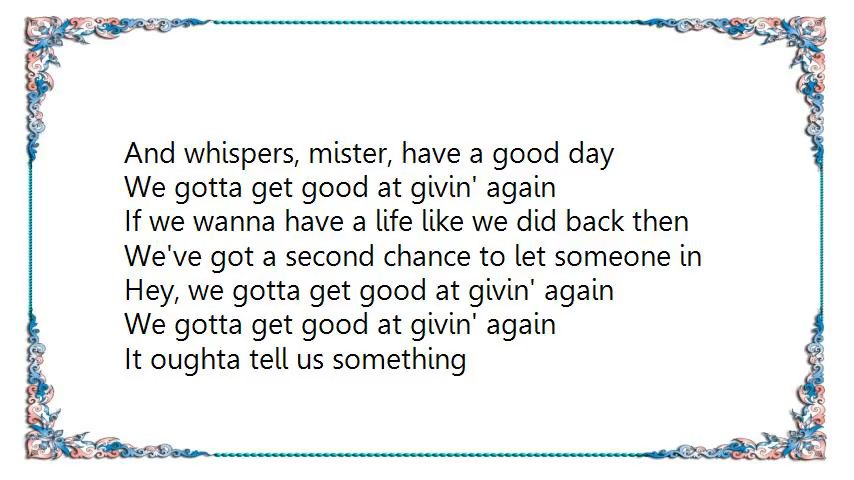 And whispers, mister, have a good day
We gotta get good at givin' again
If we wanna have a life like we did back then
We've got a second chance to let someone in
Hey, we gotta get good at givin' again
We gotta get good at givin' again
It oughta tell us something